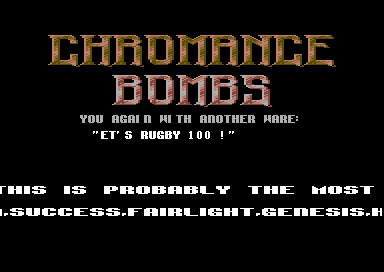 CHROMANCE
BOMBS
YOU AGAIN WITH ANOTHER WARE:
"ET'S RUGBY 100 !"
THIS IS PROBABLY THE MOST
,SUCCESS,FAIRLIGHT,GENESIS,H